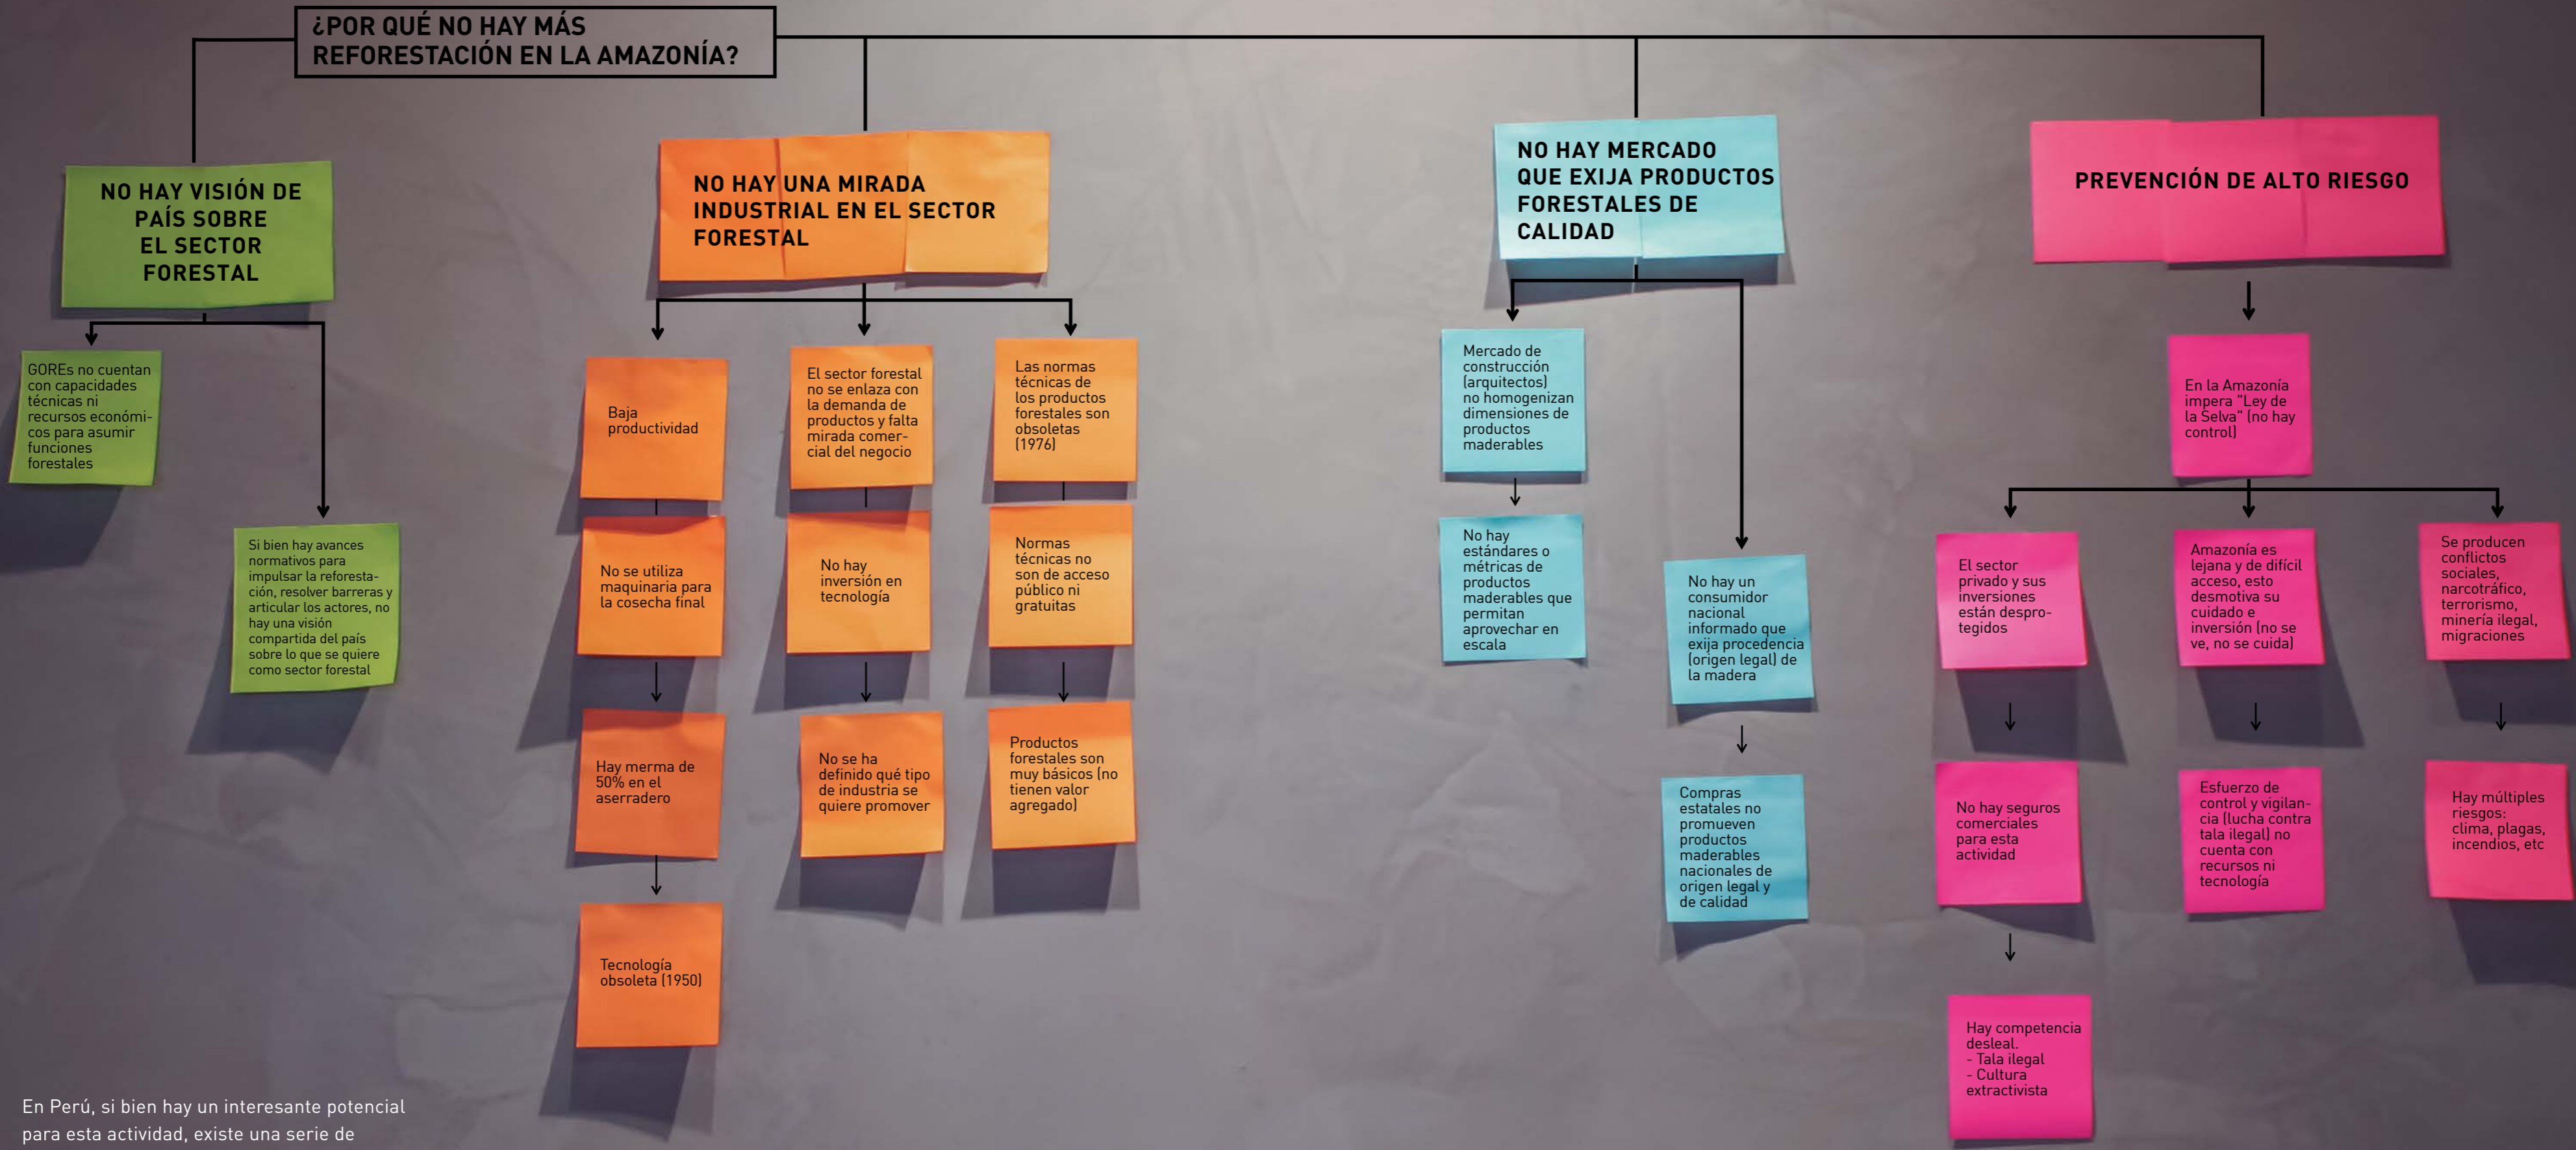 ¿POR QUÉ NO HAY MÁS
REFORESTACIÓN EN LA AMAZONÍA?
NO HAY VISIÓN DE
PAÍS SOBRE
EL SECTOR
FORESTAL
GOREs no cuentan
con capacidades
técnicas ni
recursos económi-
cos para asumir
funciones
forestales
Si bien hay avances
normativos para
impulsar la reforesta-
ción, resolver barreras y
articular los actores, no
hay una visión
compartida del país
sobre lo que se quiere
como sector forestal
NO HAY UNA MIRADA
INDUSTRIAL EN EL SECTOR
FORESTAL
Baja
productividad
No se utiliza
maquinaria para
la cosecha final
Hay merma de
50% en el
aserradero
Tecnología
obsoleta (1950)
El sector forestal
no se enlaza con
la demanda de
productos y falta
mirada comer-
cial del negocio
No hay
inversión en
tecnología
No se ha
definido qué tipo
de industria se
quiere promover
Las normas
técnicas de
los productos
forestales son
obsoletas
(1976)
Normas
técnicas no
son de acceso
público ni
gratuitas
Productos
forestales son
muy básicos (no
tienen valor
agregado)
NO HAY MERCADO
QUE EXIJA PRODUCTOS
FORESTALES DE
CALIDAD
Mercado de
construcción
(arquitectos)
no homogenizan
dimensiones de
productos
maderables
No hay
estándares o
métricas de
productos
maderables que
permitan
aprovechar en
escala
No hay un
consumidor
nacional
informado que
exija procedencia
(origen legal) de
la madera
Compras
estatales no
promueven
productos
maderables
nacionales de
origen legal y
de calidad
PREVENCIÓN DE ALTO RIESGO
En la Amazonía
impera "Ley de
la Selva" (no hay
control)
El sector
privado y sus
inversiones
están despro-
tegidos
No hay seguros
comerciales
para esta
actividad
Hay competencia
desleal.
- Tala ilegal
- Cultura
extractivista
Amazonía es
lejana y de difícil
acceso, esto
desmotiva su
cuidado e
inversión (no se
ve, no se cuida)
Esfuerzo de
control y vigilan-
cia (lucha contra
tala ilegal) no
cuenta con
recursos ni
tecnología
Se producen
conflictos
sociales,
narcotráfico,
terrorismo,
minería ilegal,
migraciones
Hay múltiples
riesgos:
clima, plagas,
incendios, etc
En Perú, si bien hay un interesante potencial
para esta actividad, existe una serie de